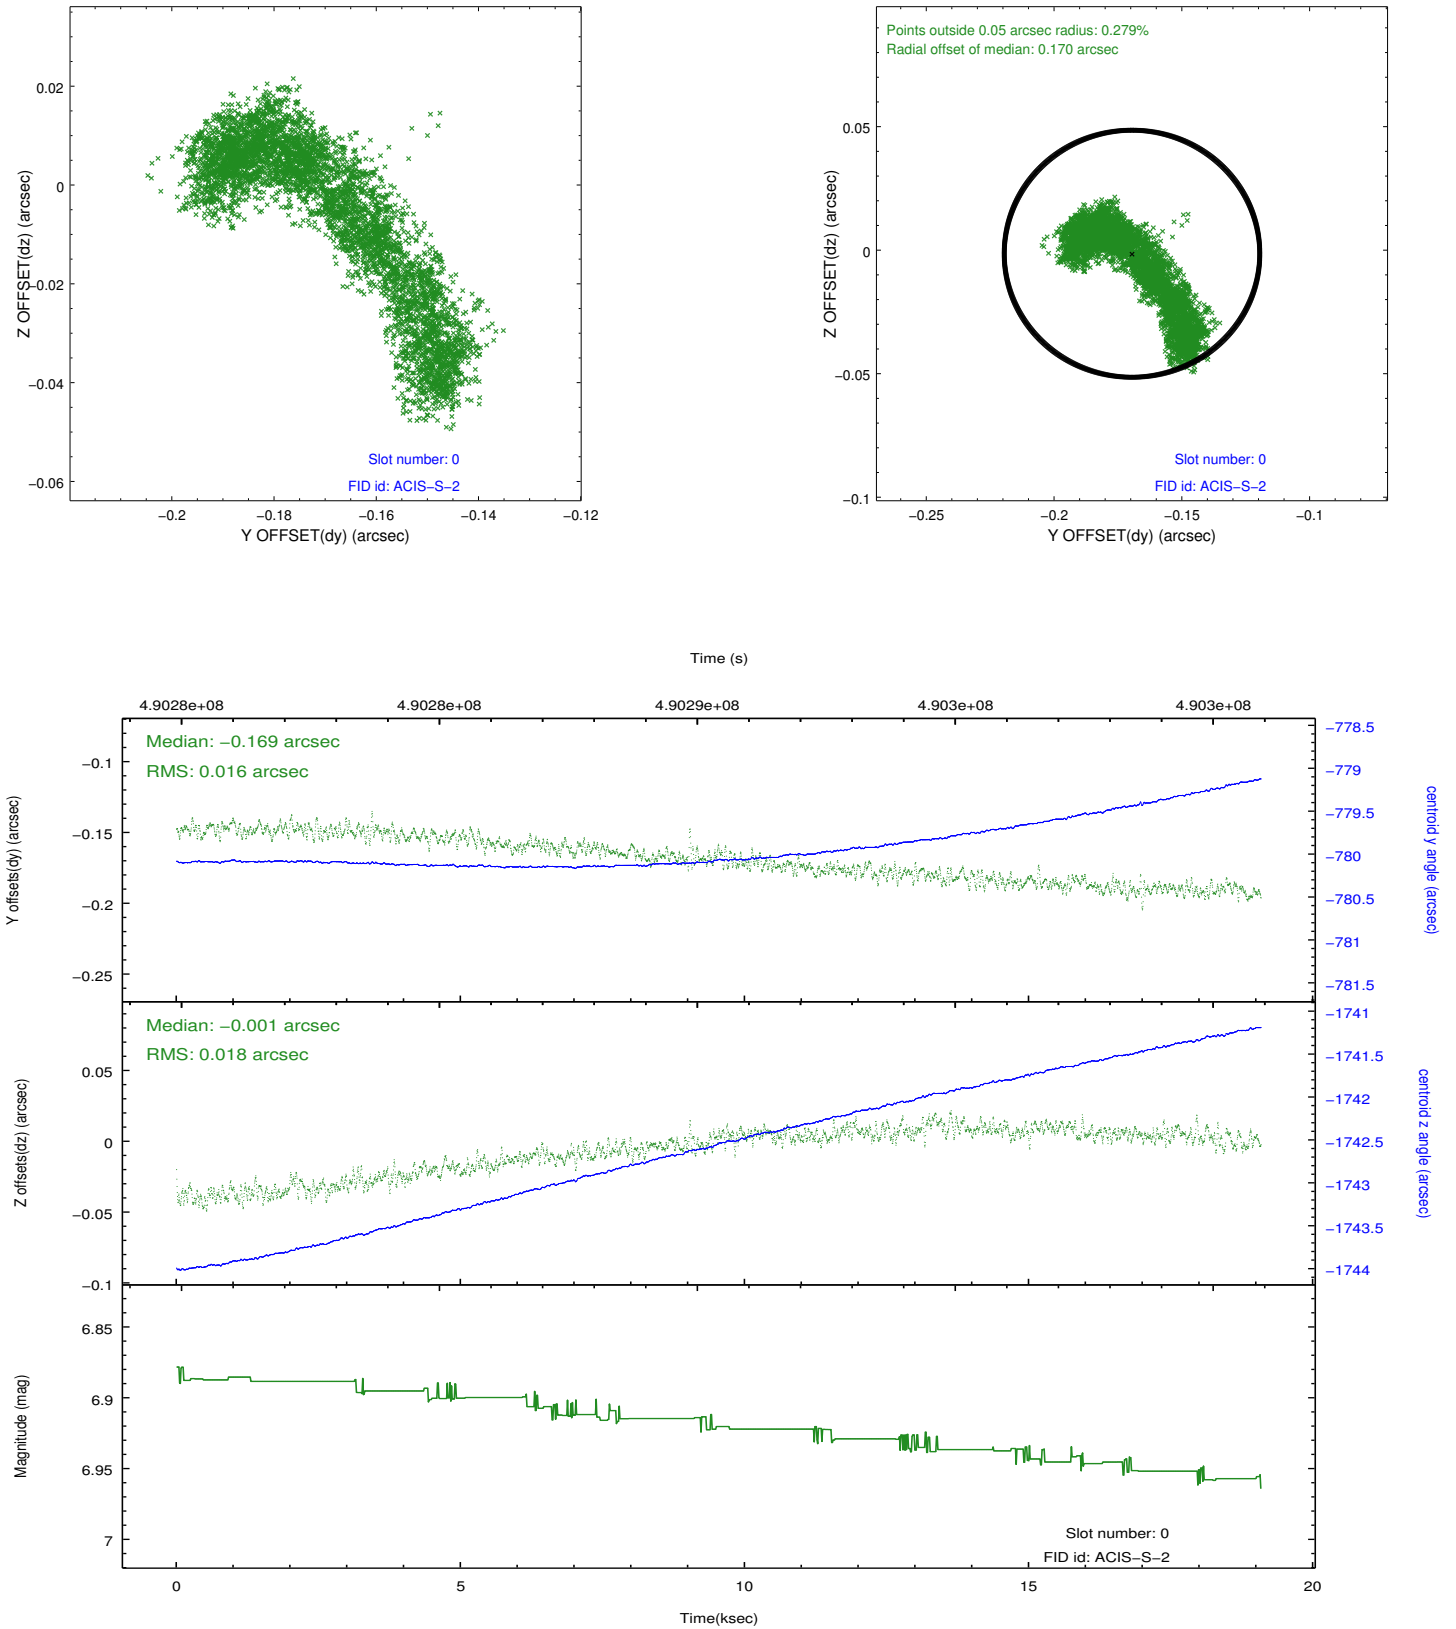 0.02
0
−0.02
−0.04
−0.06
Z OFFSET(dz) (arcsec)
Slot number: 0
FID id: ACIS−S−2
−0.2
−0.18
−0.16
−0.14
−0.12
Y OFFSET(dy) (arcsec)
Points outside 0.05 arcsec radius: 0.279%
Radial offset of median: 0.170 arcsec
0.05
0
−0.05
−0.1
Z OFFSET(dz) (arcsec)
Slot number: 0
FID id: ACIS−S−2
−0.25
−0.2
−0.15
−0.1
Y OFFSET(dy) (arcsec)
Time (s)
4.9028e+08
4.9028e+08
4.9029e+08
4.903e+08
4.903e+08
Median: −0.169 arcsec
RMS: 0.016 arcsec
−0.1
−0.15
−0.2
−0.25
Y offsets(dy) (arcsec)
−778.5
−779
−779.5
−780
−780.5
−781
−781.5
centroid y angle (arcsec)
Median: −0.001 arcsec
RMS: 0.018 arcsec
0.05
0
−0.05
−0.1
Z offsets(dz) (arcsec)
−1741
−1741.5
−1742
−1742.5
−1743
−1743.5
−1744
centroid z angle (arcsec)
6.85
6.9
6.95
7
Magnitude (mag)
Slot number: 0
FID id: ACIS−S−2
0
5
10
15
20
Time(ksec)